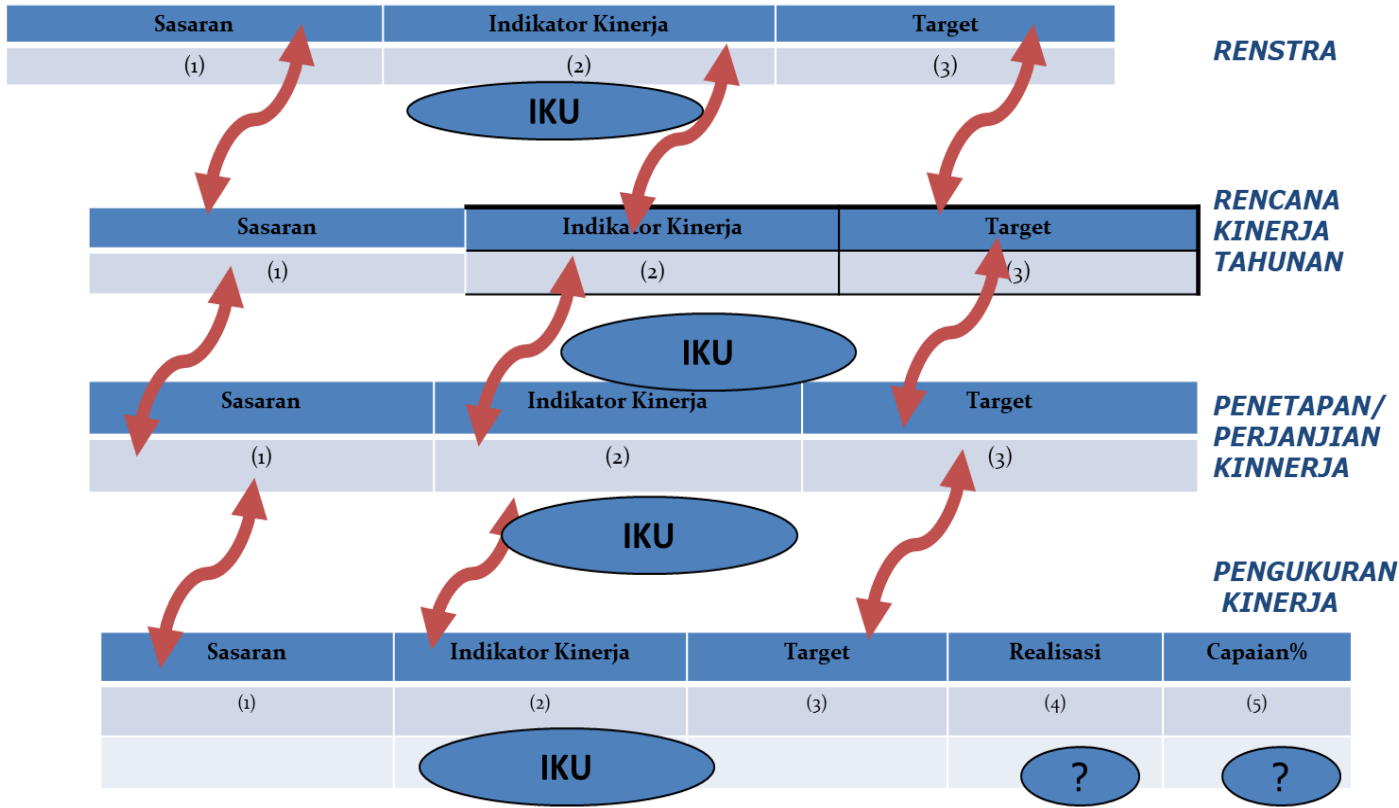 Sasaran Indikator Kinerja Target
RENSTRA
(1) (2) (3)
IKU
RENCANA
KINERJA
TAHUNAN
Sasaran Indikator Kinerja Target
(1) (2) (3)
IKU
Sasaran Indikator Kinerja Target
PENETAPAN/
PERJANJIAN
KINNERJA
(1) (2) (3)
IKU
PENGUKURAN
KINERJA
Sasaran Indikator Kinerja Target Realisasi Capaian%
(1) (2) (3) (4) (5)
IKU ? ?